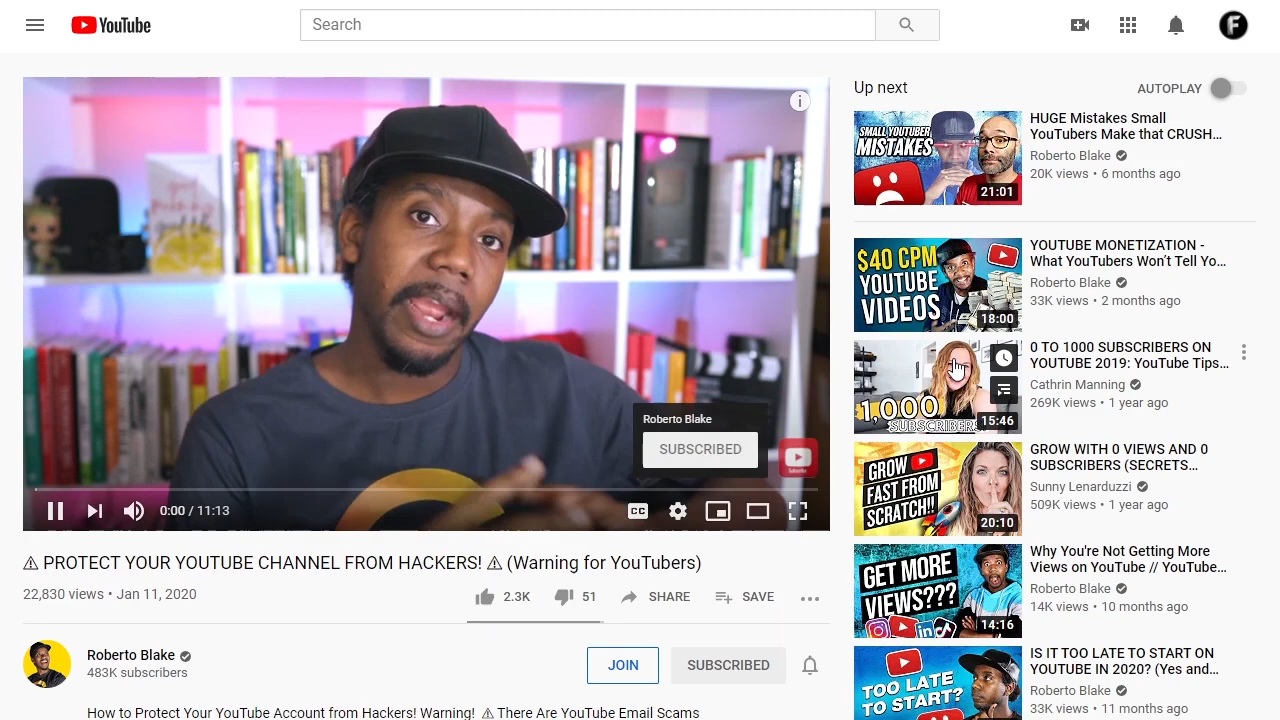 YouTube
Search
F
Roberto Blake
SUBSCRIBED
Subscribe
0:00 / 11:13
CC
⚠ PROTECT YOUR YOUTUBE CHANNEL FROM HACKERS! ⚠ (Warning for YouTubers)
22,830 views • Jan 11, 2020
2.3K
51
SHARE
SAVE
Roberto Blake
483K subscribers
JOIN
SUBSCRIBED
How to Protect Your YouTube Account from Hackers! Warning! ⚠ There Are YouTube Email Scams
Up next
AUTOPLAY
SMALL YOUTUBER
MISTAKES
21:01
HUGE Mistakes Small
YouTubers Make that CRUSH...
Roberto Blake
20K views • 6 months ago
$40 CPM
YOUTUBE
VIDEOS
18:00
YOUTUBE MONETIZATION -
What YouTubers Won't Tell Yo...
Roberto Blake
33K views • 2 months ago
1,000
SUBSCRIBERS
15:46
0 TO 1000 SUBSCRIBERS ON
YOUTUBE 2019: YouTube Tips...
Cathrin Manning
269K views • 1 year ago
GROW
FAST FROM
SCRATCH!!
20:10
GROW WITH 0 VIEWS AND 0
SUBSCRIBERS (SECRETS...
Sunny Lenarduzzi
509K views • 1 year ago
GET MORE
VIEWS???
in
14:16
Why You're Not Getting More
Views on YouTube // YouTube...
Roberto Blake
14K views • 10 months ago
TOO LATE
TO START?
IS IT TOO LATE TO START ON
YOUTUBE IN 2020? (Yes and...
Roberto Blake
33K views • 11 months ago